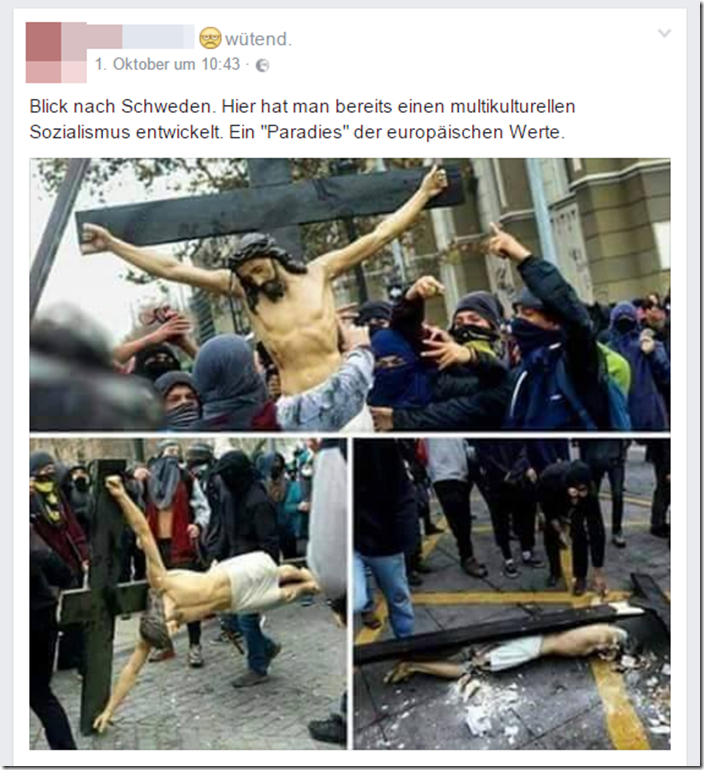 wütend.
1. Oktober um 10:43 ·
Blick nach Schweden. Hier hat man bereits einen multikulturellen
Sozialismus entwickelt. Ein "Paradies" der europäischen Werte.